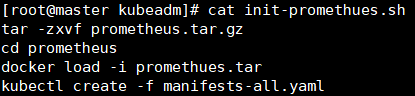 [root@master kubeadm]# cat init-promethues.sh
tar -zxvf prometheus.tar.gz
cd prometheus
docker load -i promethues.tar
kubectl create -f manifests-all.yaml